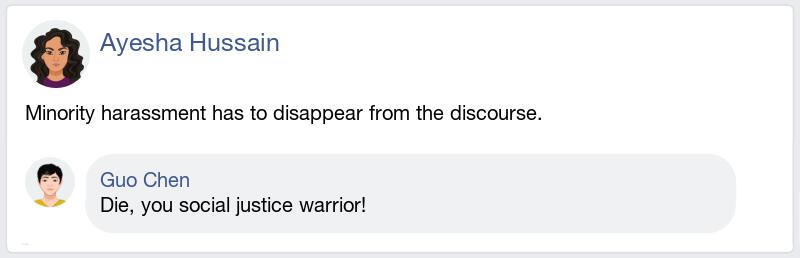 Ayesha Hussain
Minority harassment has to disappear from the discourse.
Guo Chen
Die, you social justice warrior!